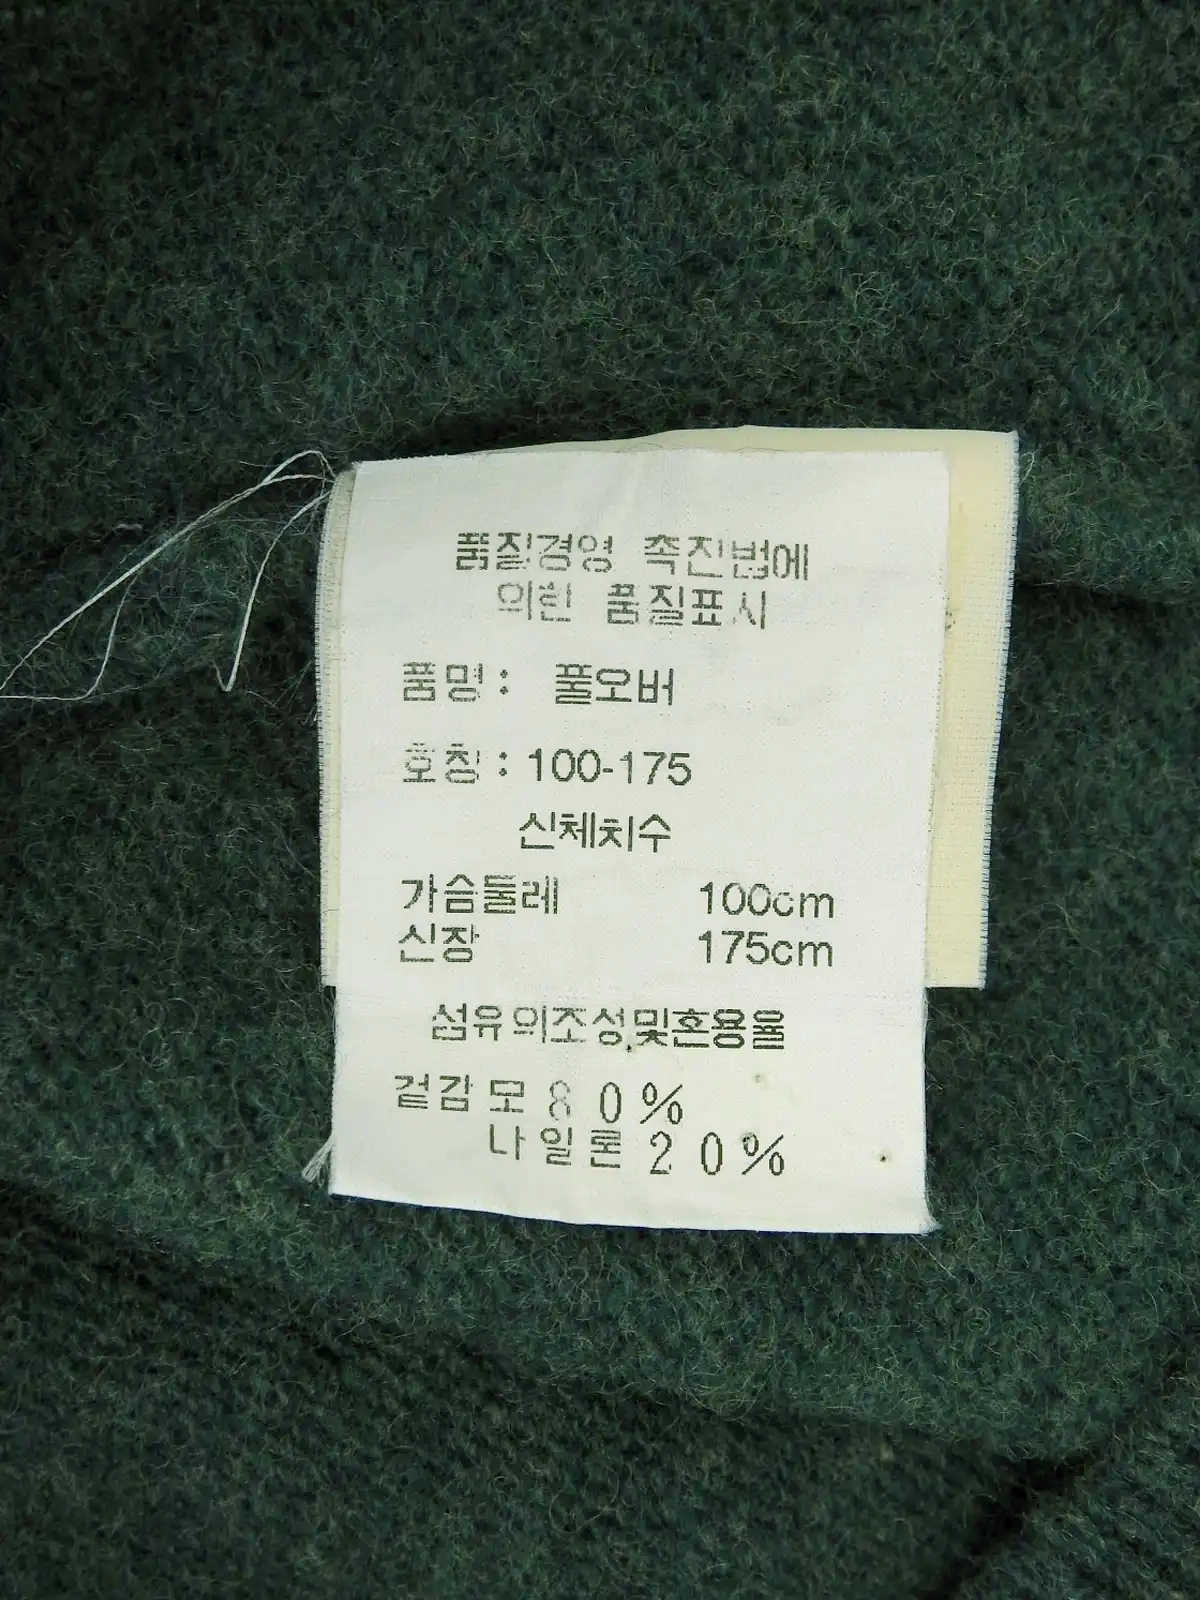 품질경영 촉진법에
의한 품질표시
품명: 풀오버
호칭: 100-175
신체치수
가슴둘레 100cm
신장 175cm
섬유의조성및혼용율
겉감 모 80%
나일론 20%